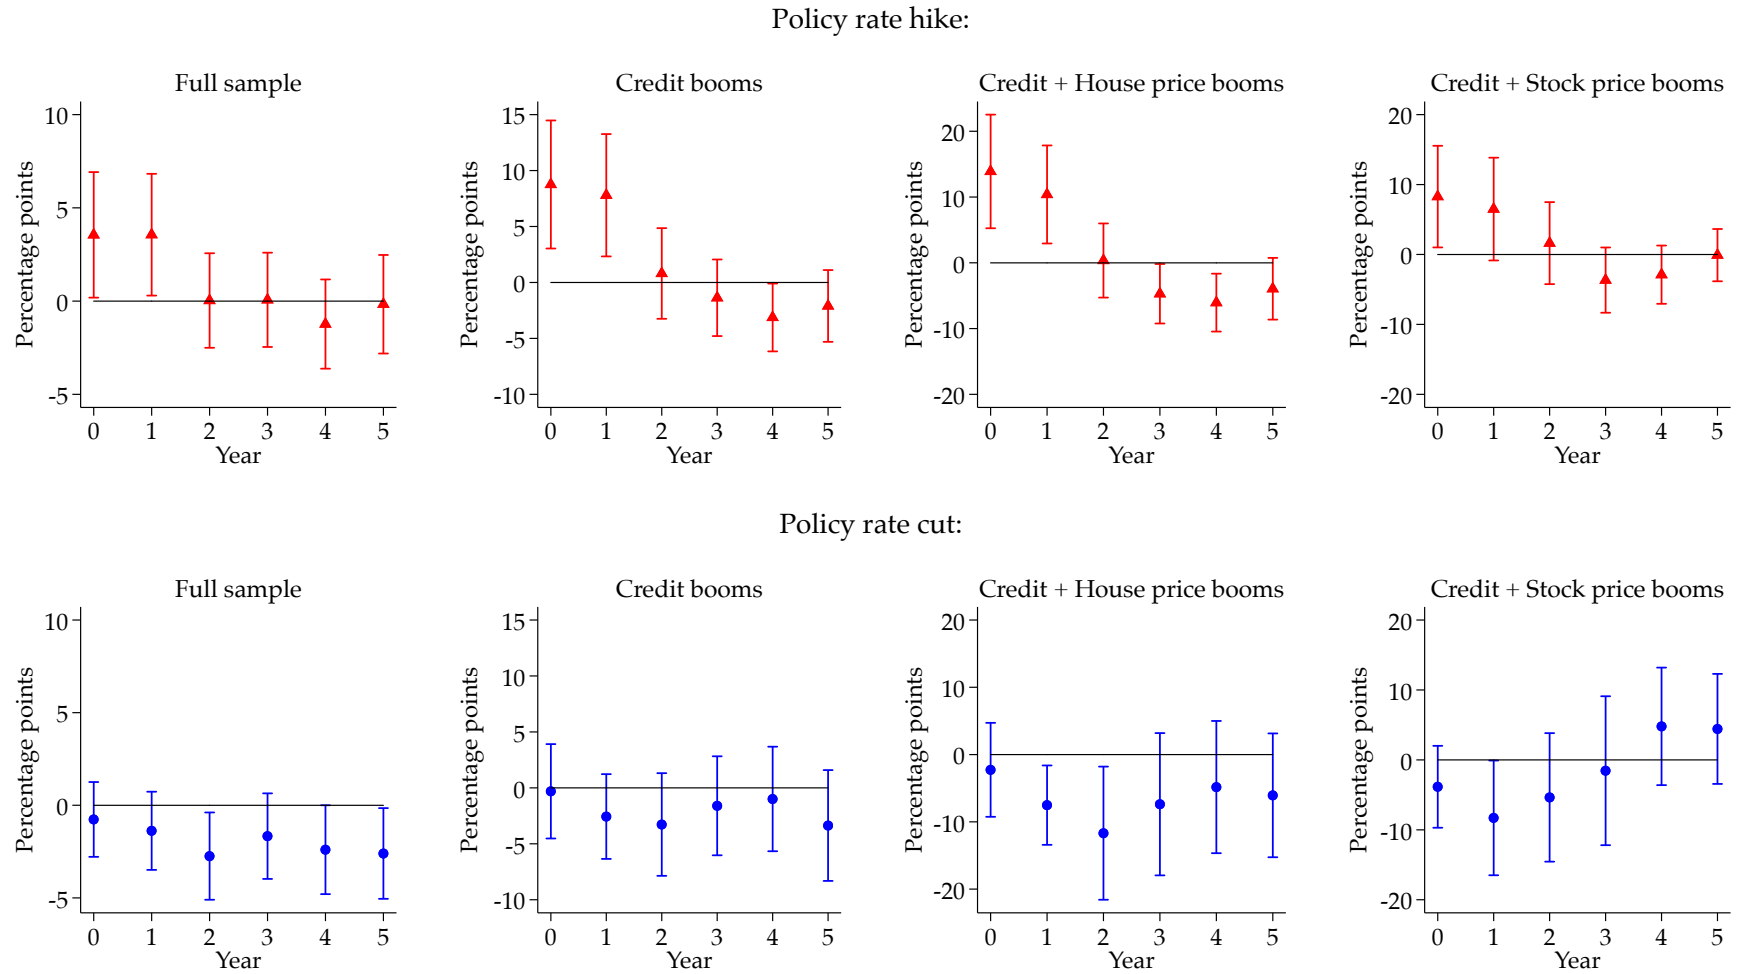 Policy rate hike:
Full sample
Credit booms
Credit + House price booms
Credit + Stock price booms
Percentage points
10
5
0
-5
0 1 2 3 4 5
Year
Percentage points
15
10
5
0
-5
-10
0 1 2 3 4 5
Year
Percentage points
20
10
0
-10
-20
0 1 2 3 4 5
Year
Percentage points
20
10
0
-10
-20
0 1 2 3 4 5
Year
Policy rate cut:
Full sample
Credit booms
Credit + House price booms
Credit + Stock price booms
Percentage points
10
5
0
-5
0 1 2 3 4 5
Year
Percentage points
15
10
5
0
-5
-10
0 1 2 3 4 5
Year
Percentage points
20
10
0
-10
-20
0 1 2 3 4 5
Year
Percentage points
20
10
0
-10
-20
0 1 2 3 4 5
Year